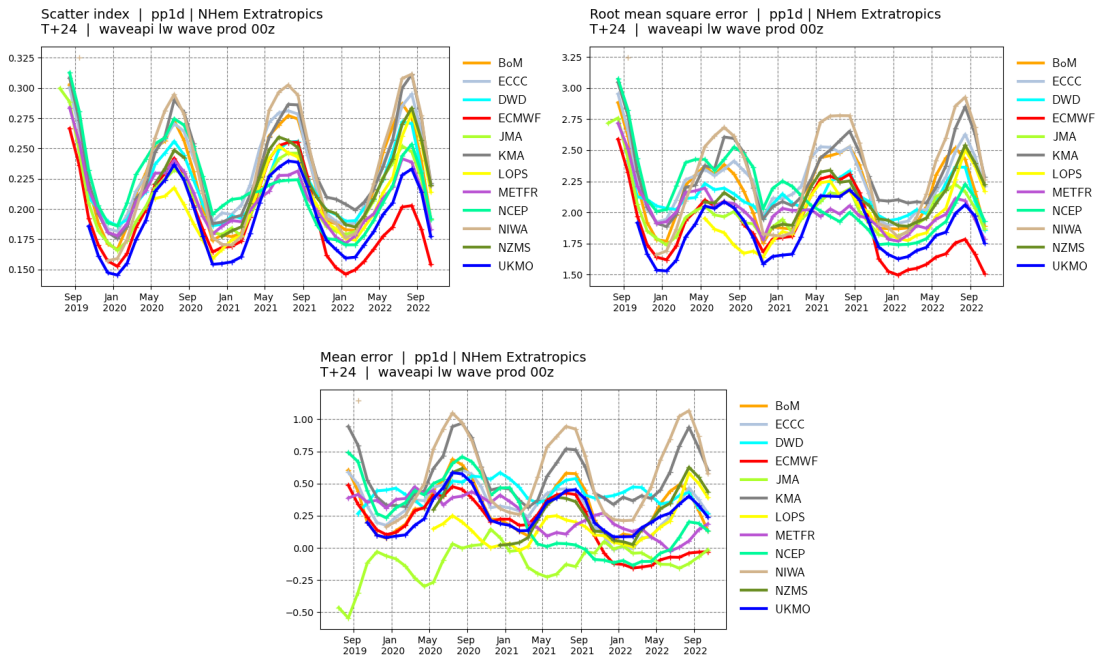 Scatter index | pp1d | NHem Extratropics
T+24 | waveapi lw wave prod 00z
0.325
0.300
0.275
0.250
0.225
0.200
0.175
0.150
Sep 2019
Jan 2020
May 2020
Sep 2020
Jan 2021
May 2021
Sep 2021
Jan 2022
May 2022
Sep 2022
BoM
ECCC
DWD
ECMWF
JMA
KMA
LOPS
METFR
NCEP
NIWA
NZMS
UKMO
Root mean square error | pp1d | NHem Extratropics
T+24 | waveapi lw wave prod 00z
3.25
3.00
2.75
2.50
2.25
2.00
1.75
1.50
Sep 2019
Jan 2020
May 2020
Sep 2020
Jan 2021
May 2021
Sep 2021
Jan 2022
May 2022
Sep 2022
BoM
ECCC
DWD
ECMWF
JMA
KMA
LOPS
METFR
NCEP
NIWA
NZMS
UKMO
Mean error | pp1d | NHem Extratropics
T+24 | waveapi lw wave prod 00z
1.00
0.75
0.50
0.25
0.00
−0.25
−0.50
Sep 2019
Jan 2020
May 2020
Sep 2020
Jan 2021
May 2021
Sep 2021
Jan 2022
May 2022
Sep 2022
BoM
ECCC
DWD
ECMWF
JMA
KMA
LOPS
METFR
NCEP
NIWA
NZMS
UKMO